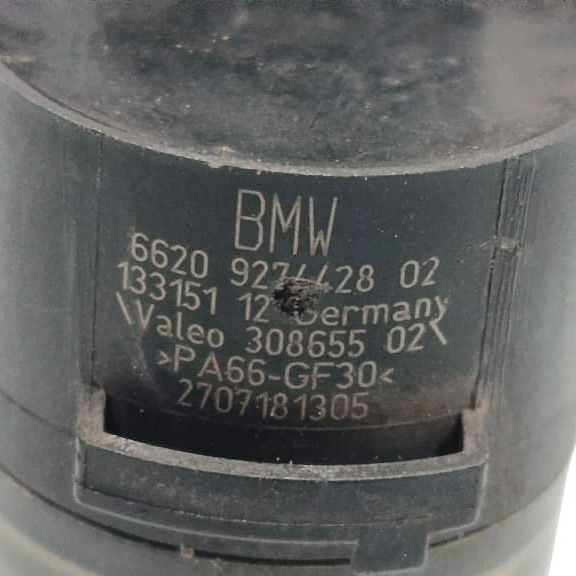 BMW
6620 9274428 02
133151 12 Germany
\Valeo 308655 02\
>PA66-GF30<
2707181305